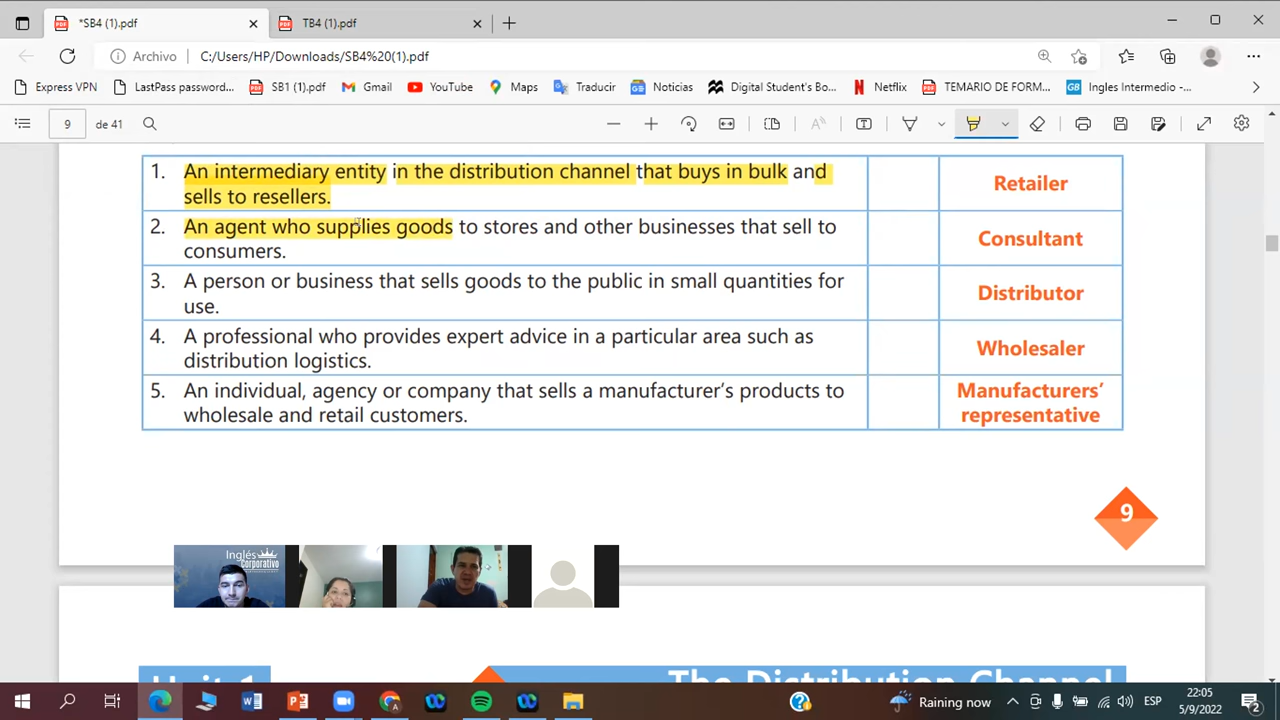 *SB4 (1).pdf
TB4 (1).pdf
Archivo
C:/Users/HP/Downloads/SB4%20(1).pdf
Express VPN
LastPass password...
SB1 (1).pdf
Gmail
YouTube
Maps
Traducir
Noticias
Digital Student's Bo...
Netflix
TEMARIO DE FORM...
Ingles Intermedio -...
9
de 41
1. An intermediary entity in the distribution channel that buys in bulk and
sells to resellers.
Retailer
2. An agent who supplies goods to stores and other businesses that sell to
consumers.
Consultant
3. A person or business that sells goods to the public in small quantities for
use.
Distributor
4. A professional who provides expert advice in a particular area such as
distribution logistics.
Wholesaler
5. An individual, agency or company that sells a manufacturer's products to
wholesale and retail customers.
Manufacturers'
representative
9
Inglés
Corporativo
Unit 1
The Distribution Channel
Raining now
ESP
22:05
5/9/2022
2